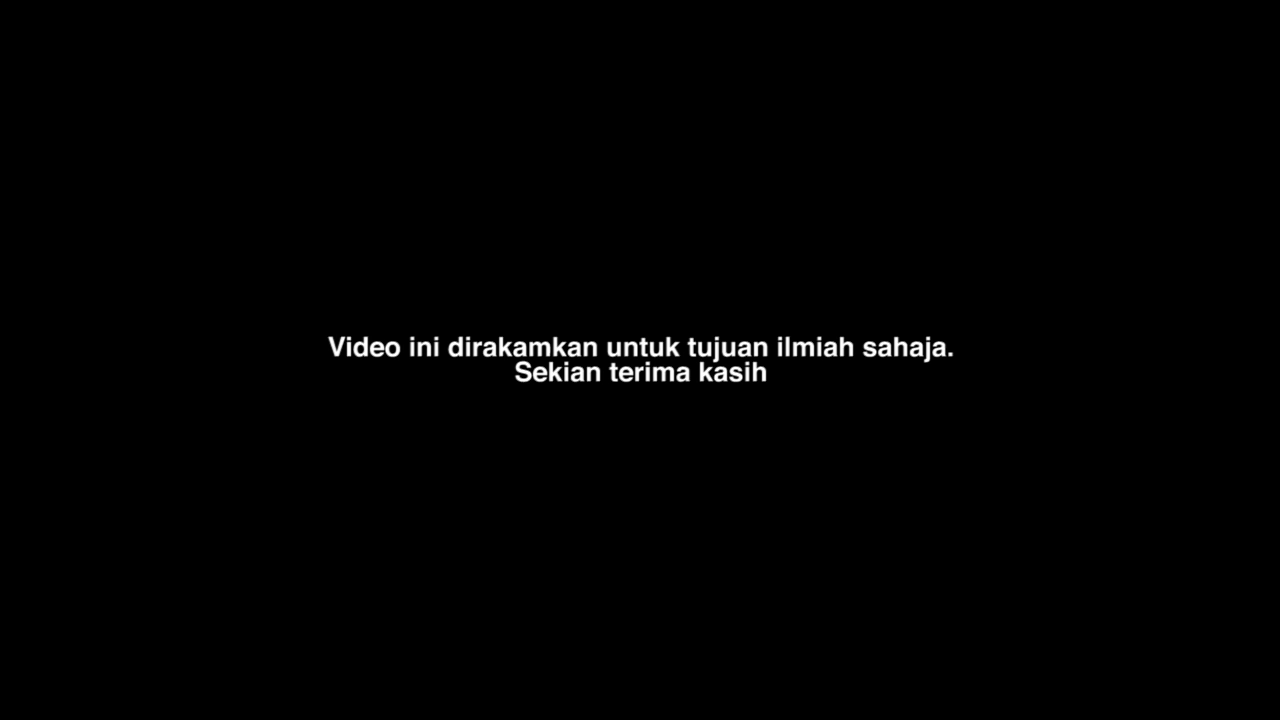 Video ini dirakamkan untuk tujuan ilmiah sahaja.
Sekian terima kasih